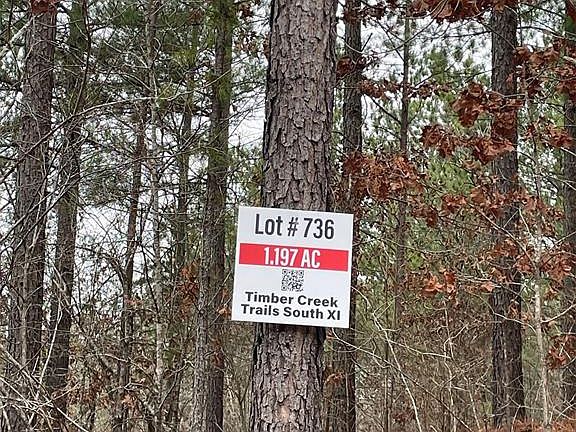 Lot # 736
1.197 AC
Timber Creek
Trails South XI